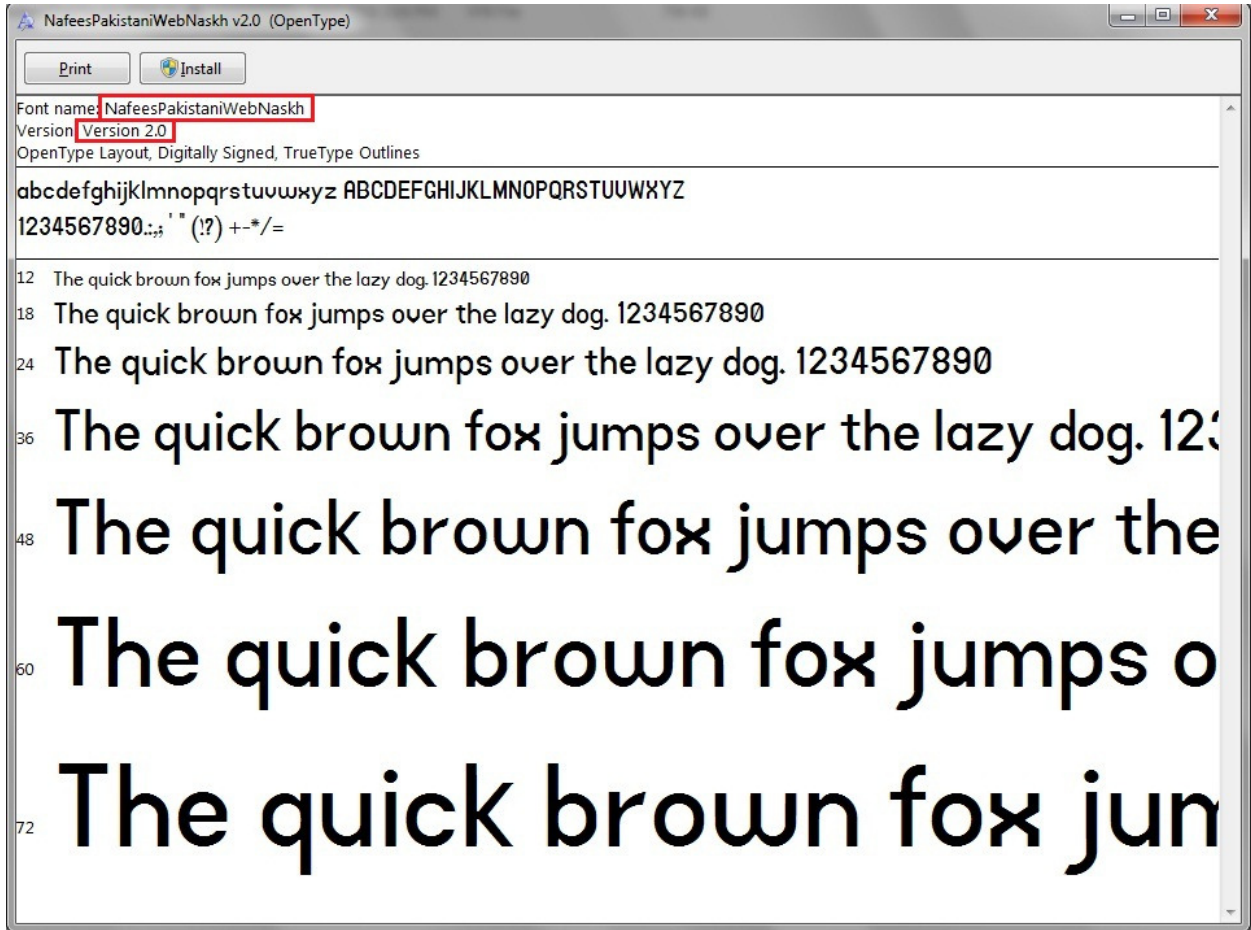 NafeesPakistaniWebNaskh v2.0 (OpenType)
Print Install
Font name: NafeesPakistaniWebNaskh
Version Version 2.0
OpenType Layout, Digitally Signed, TrueType Outlines
abcdefghijklmnopqrstuvwxyz ABCDEFGHIJKLMNOPQRSTUVWXYZ
1234567890.:,; ' " (!?) +-*/=
12 The quick brown fox jumps over the lazy dog. 1234567890
18 The quick brown fox jumps over the lazy dog. 1234567890
24 The quick brown fox jumps over the lazy dog. 1234567890
36 The quick brown fox jumps over the lazy dog. 123
48 The quick brown fox jumps over the
60 The quick brown fox jumps o
72 The quick brown fox jum